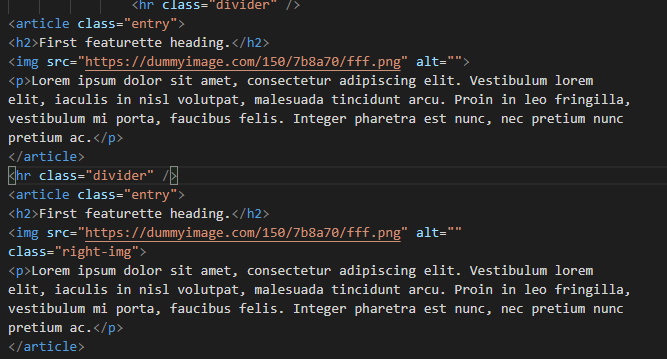 <hr class="divider" />
<article class="entry">
<h2>First featurette heading.</h2>
<img src="https://dummyimage.com/150/7b8a70/fff.png" alt="">
<p>Lorem ipsum dolor sit amet, consectetur adipiscing elit. Vestibulum lorem
elit, iaculis in nisl volutpat, malesuada tincidunt arcu. Proin in leo fringilla,
vestibulum mi porta, faucibus felis. Integer pharetra est nunc, nec pretium nunc
pretium ac.</p>
</article>
<hr class="divider" />
<article class="entry">
<h2>First featurette heading.</h2>
<img src="https://dummyimage.com/150/7b8a70/fff.png" alt=""
class="right-img">
<p>Lorem ipsum dolor sit amet, consectetur adipiscing elit. Vestibulum lorem
elit, iaculis in nisl volutpat, malesuada tincidunt arcu. Proin in leo fringilla,
vestibulum mi porta, faucibus felis. Integer pharetra est nunc, nec pretium nunc
pretium ac.</p>
</article>